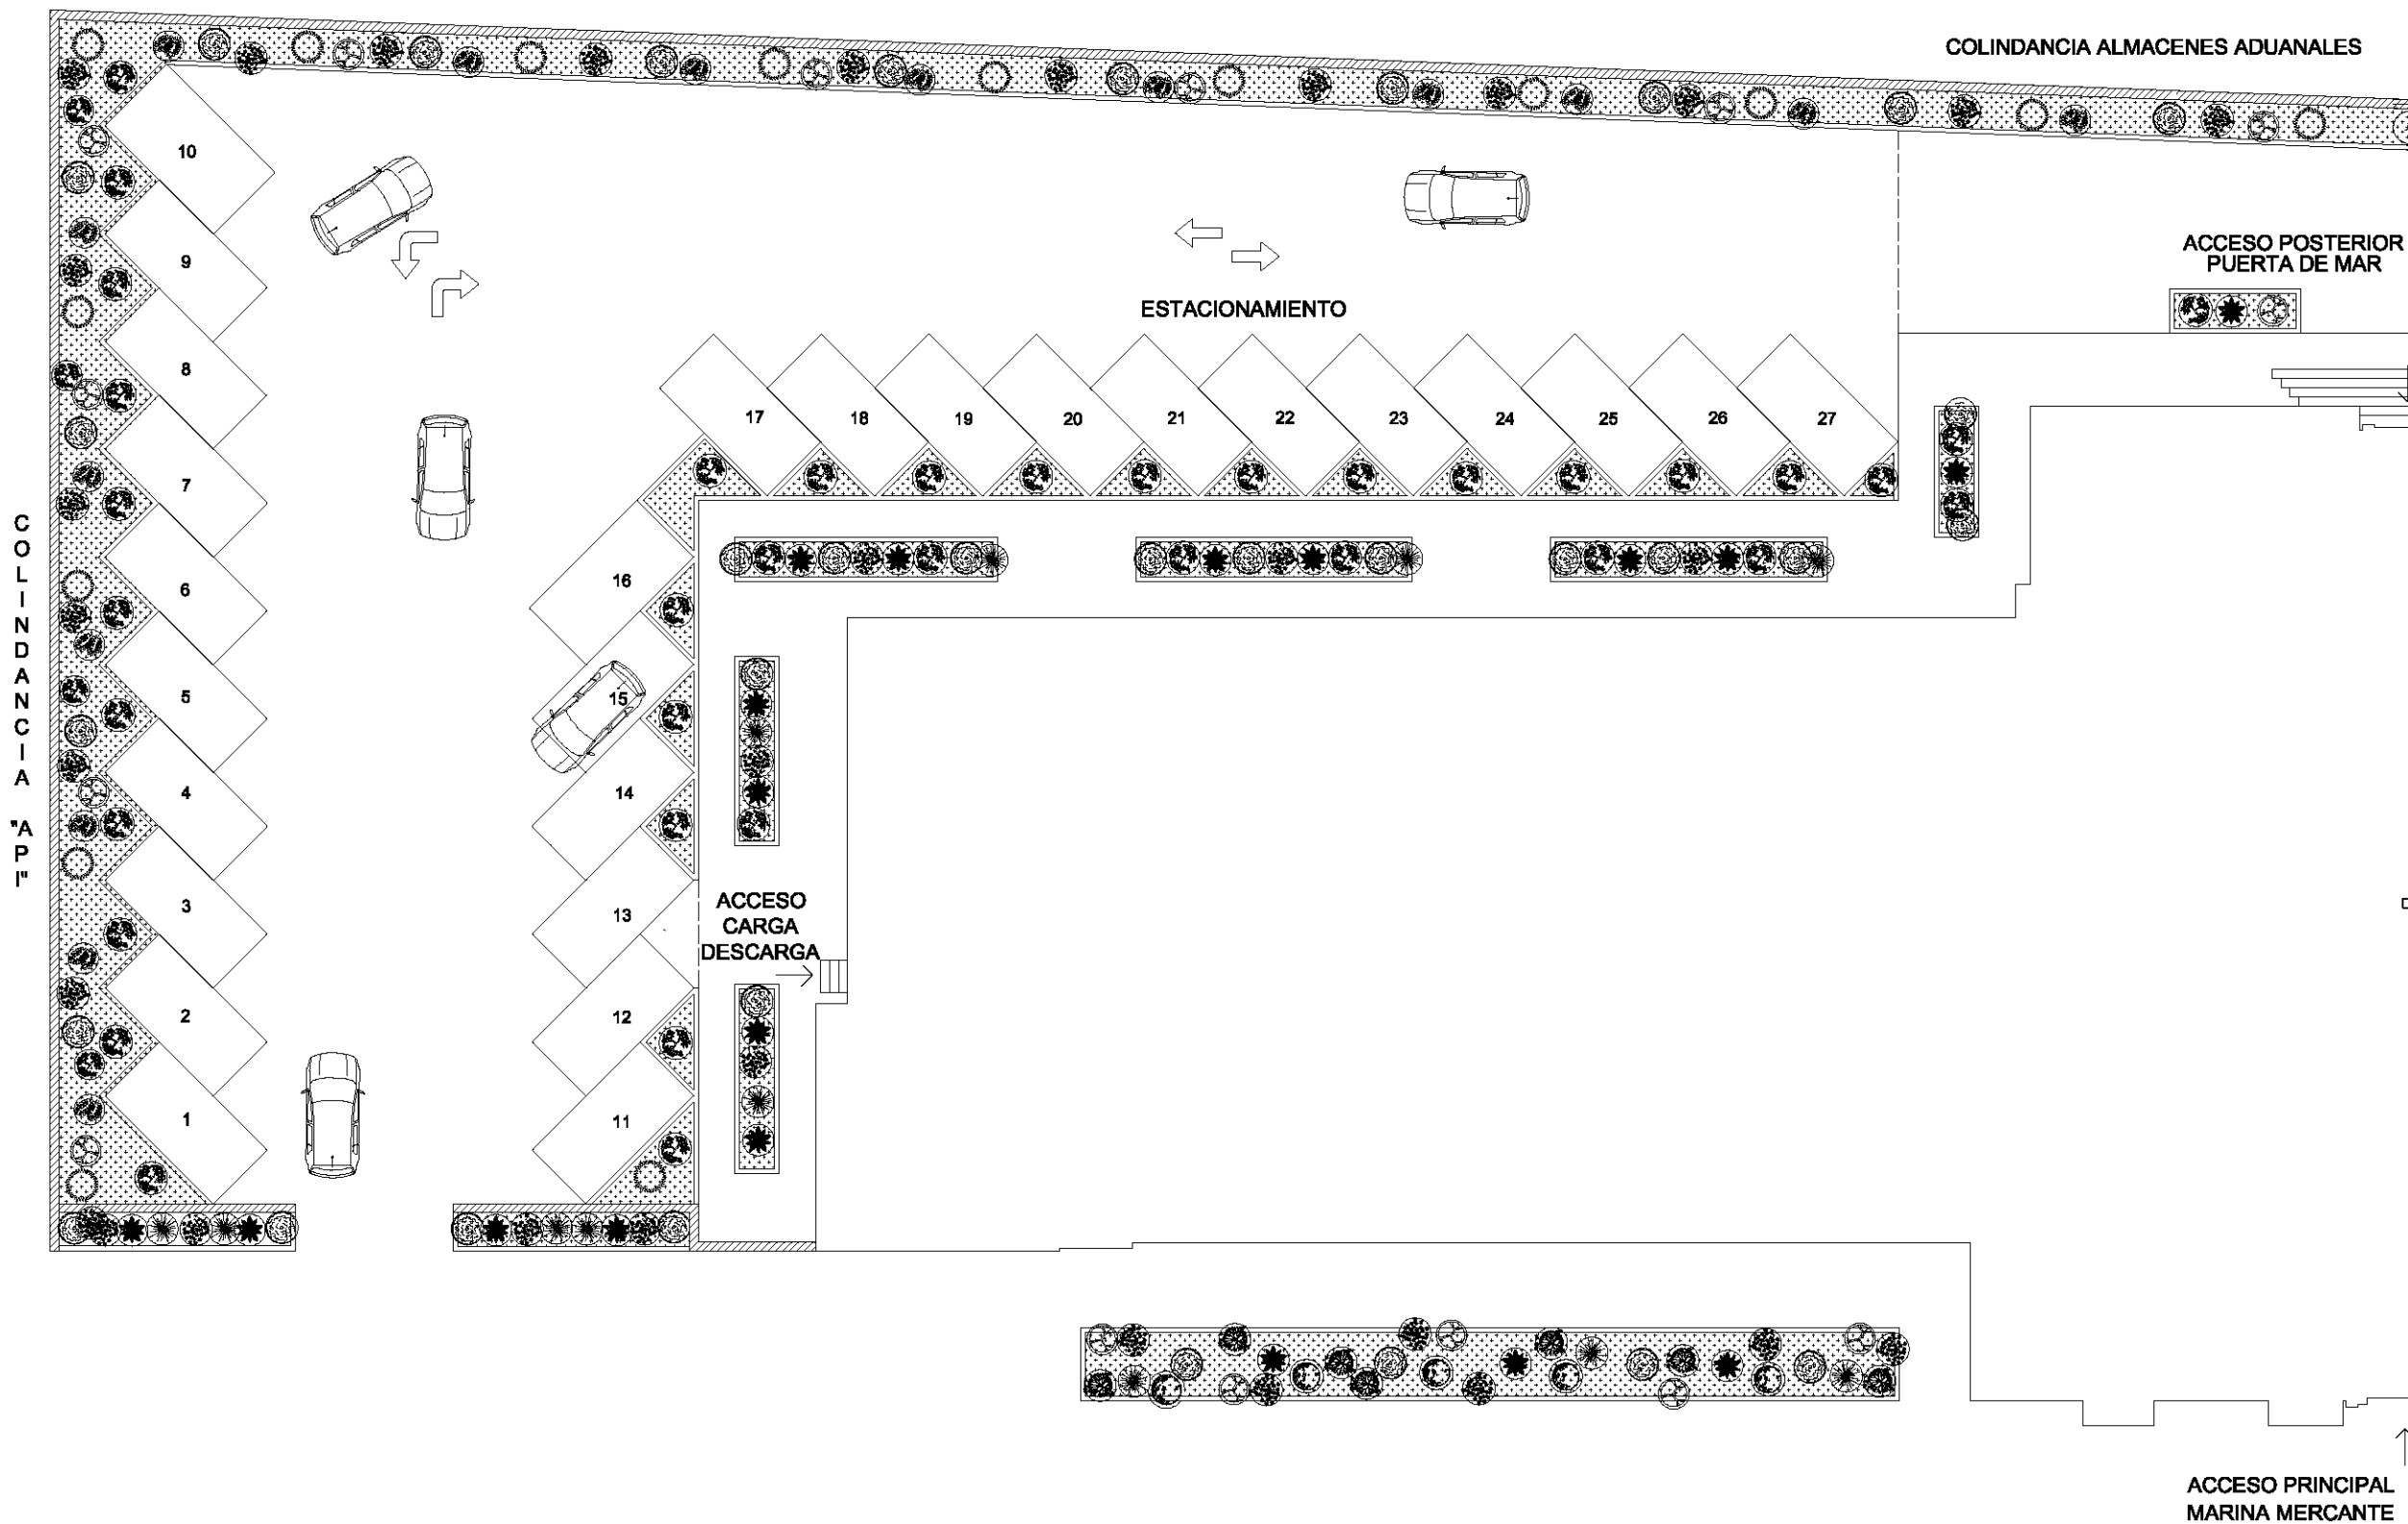 COLINDANCIA ALMACENES ADUANALES
ACCESO POSTERIOR
PUERTA DE MAR
ESTACIONAMIENTO
10
9
8
7
6
5
4
3
2
1
17
18
19
20
21
22
23
24
25
26
27
16
15
14
13
12
11
COLINDANCIA "API"
ACCESO
CARGA
DESCARGA
ACCESO PRINCIPAL
MARINA MERCANTE